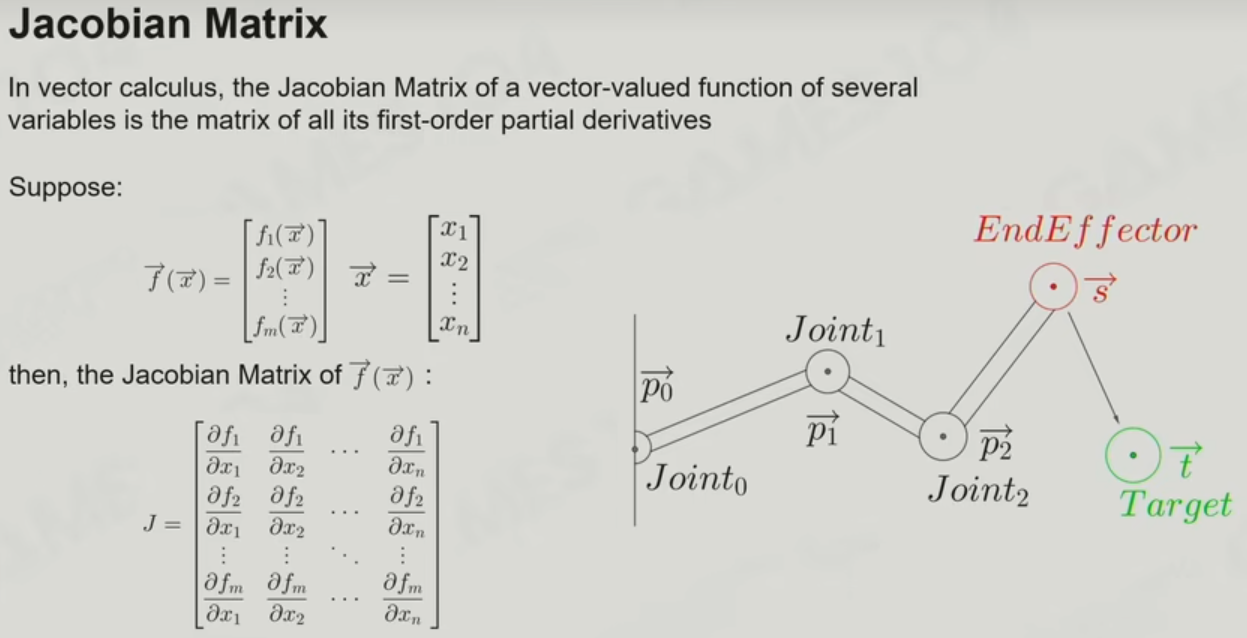 Jacobian Matrix
In vector calculus, the Jacobian Matrix of a vector-valued function of several
variables is the matrix of all its first-order partial derivatives
Suppose:
$\overrightarrow{f}(\overrightarrow{x}) = \begin{bmatrix} f_1(\overrightarrow{x}) \\ f_2(\overrightarrow{x}) \\ \vdots \\ f_m(\overrightarrow{x}) \end{bmatrix} \quad \overrightarrow{x} = \begin{bmatrix} x_1 \\ x_2 \\ \vdots \\ x_n \end{bmatrix}$
then, the Jacobian Matrix of $\overrightarrow{f}(\overrightarrow{x})$ :
$J = \begin{bmatrix} \frac{\partial f_1}{\partial x_1} & \frac{\partial f_1}{\partial x_2} & \cdots & \frac{\partial f_1}{\partial x_n} \\ \frac{\partial f_2}{\partial x_1} & \frac{\partial f_2}{\partial x_2} & \cdots & \frac{\partial f_2}{\partial x_n} \\ \vdots & \vdots & \ddots & \vdots \\ \frac{\partial f_m}{\partial x_1} & \frac{\partial f_m}{\partial x_2} & \cdots & \frac{\partial f_m}{\partial x_n} \end{bmatrix}$
EndEffector
$\overrightarrow{s}$
Joint₁
$\overrightarrow{p_0}$
$\overrightarrow{p_1}$
$\overrightarrow{p_2}$
$\overrightarrow{t}$
Joint₀
Joint₂
Target